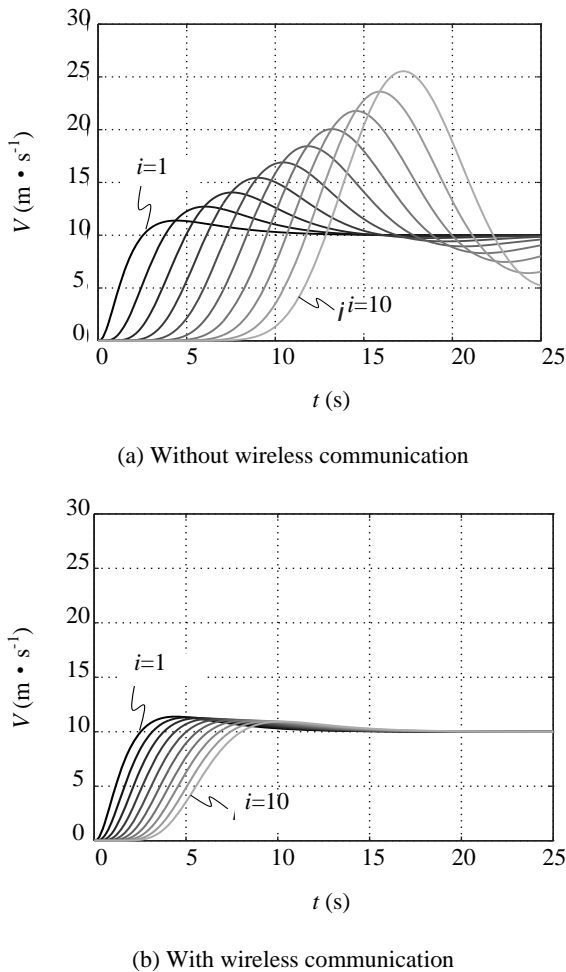 30
25
20
15
10
5
0
V (m • s-1)
i=1
i i=10
0 5 10 15 20 25
t (s)
(a) Without wireless communication
30
25
20
15
10
5
0
V (m • s-1)
i=1
i=10
0 5 10 15 20 25
t (s)
(b) With wireless communication